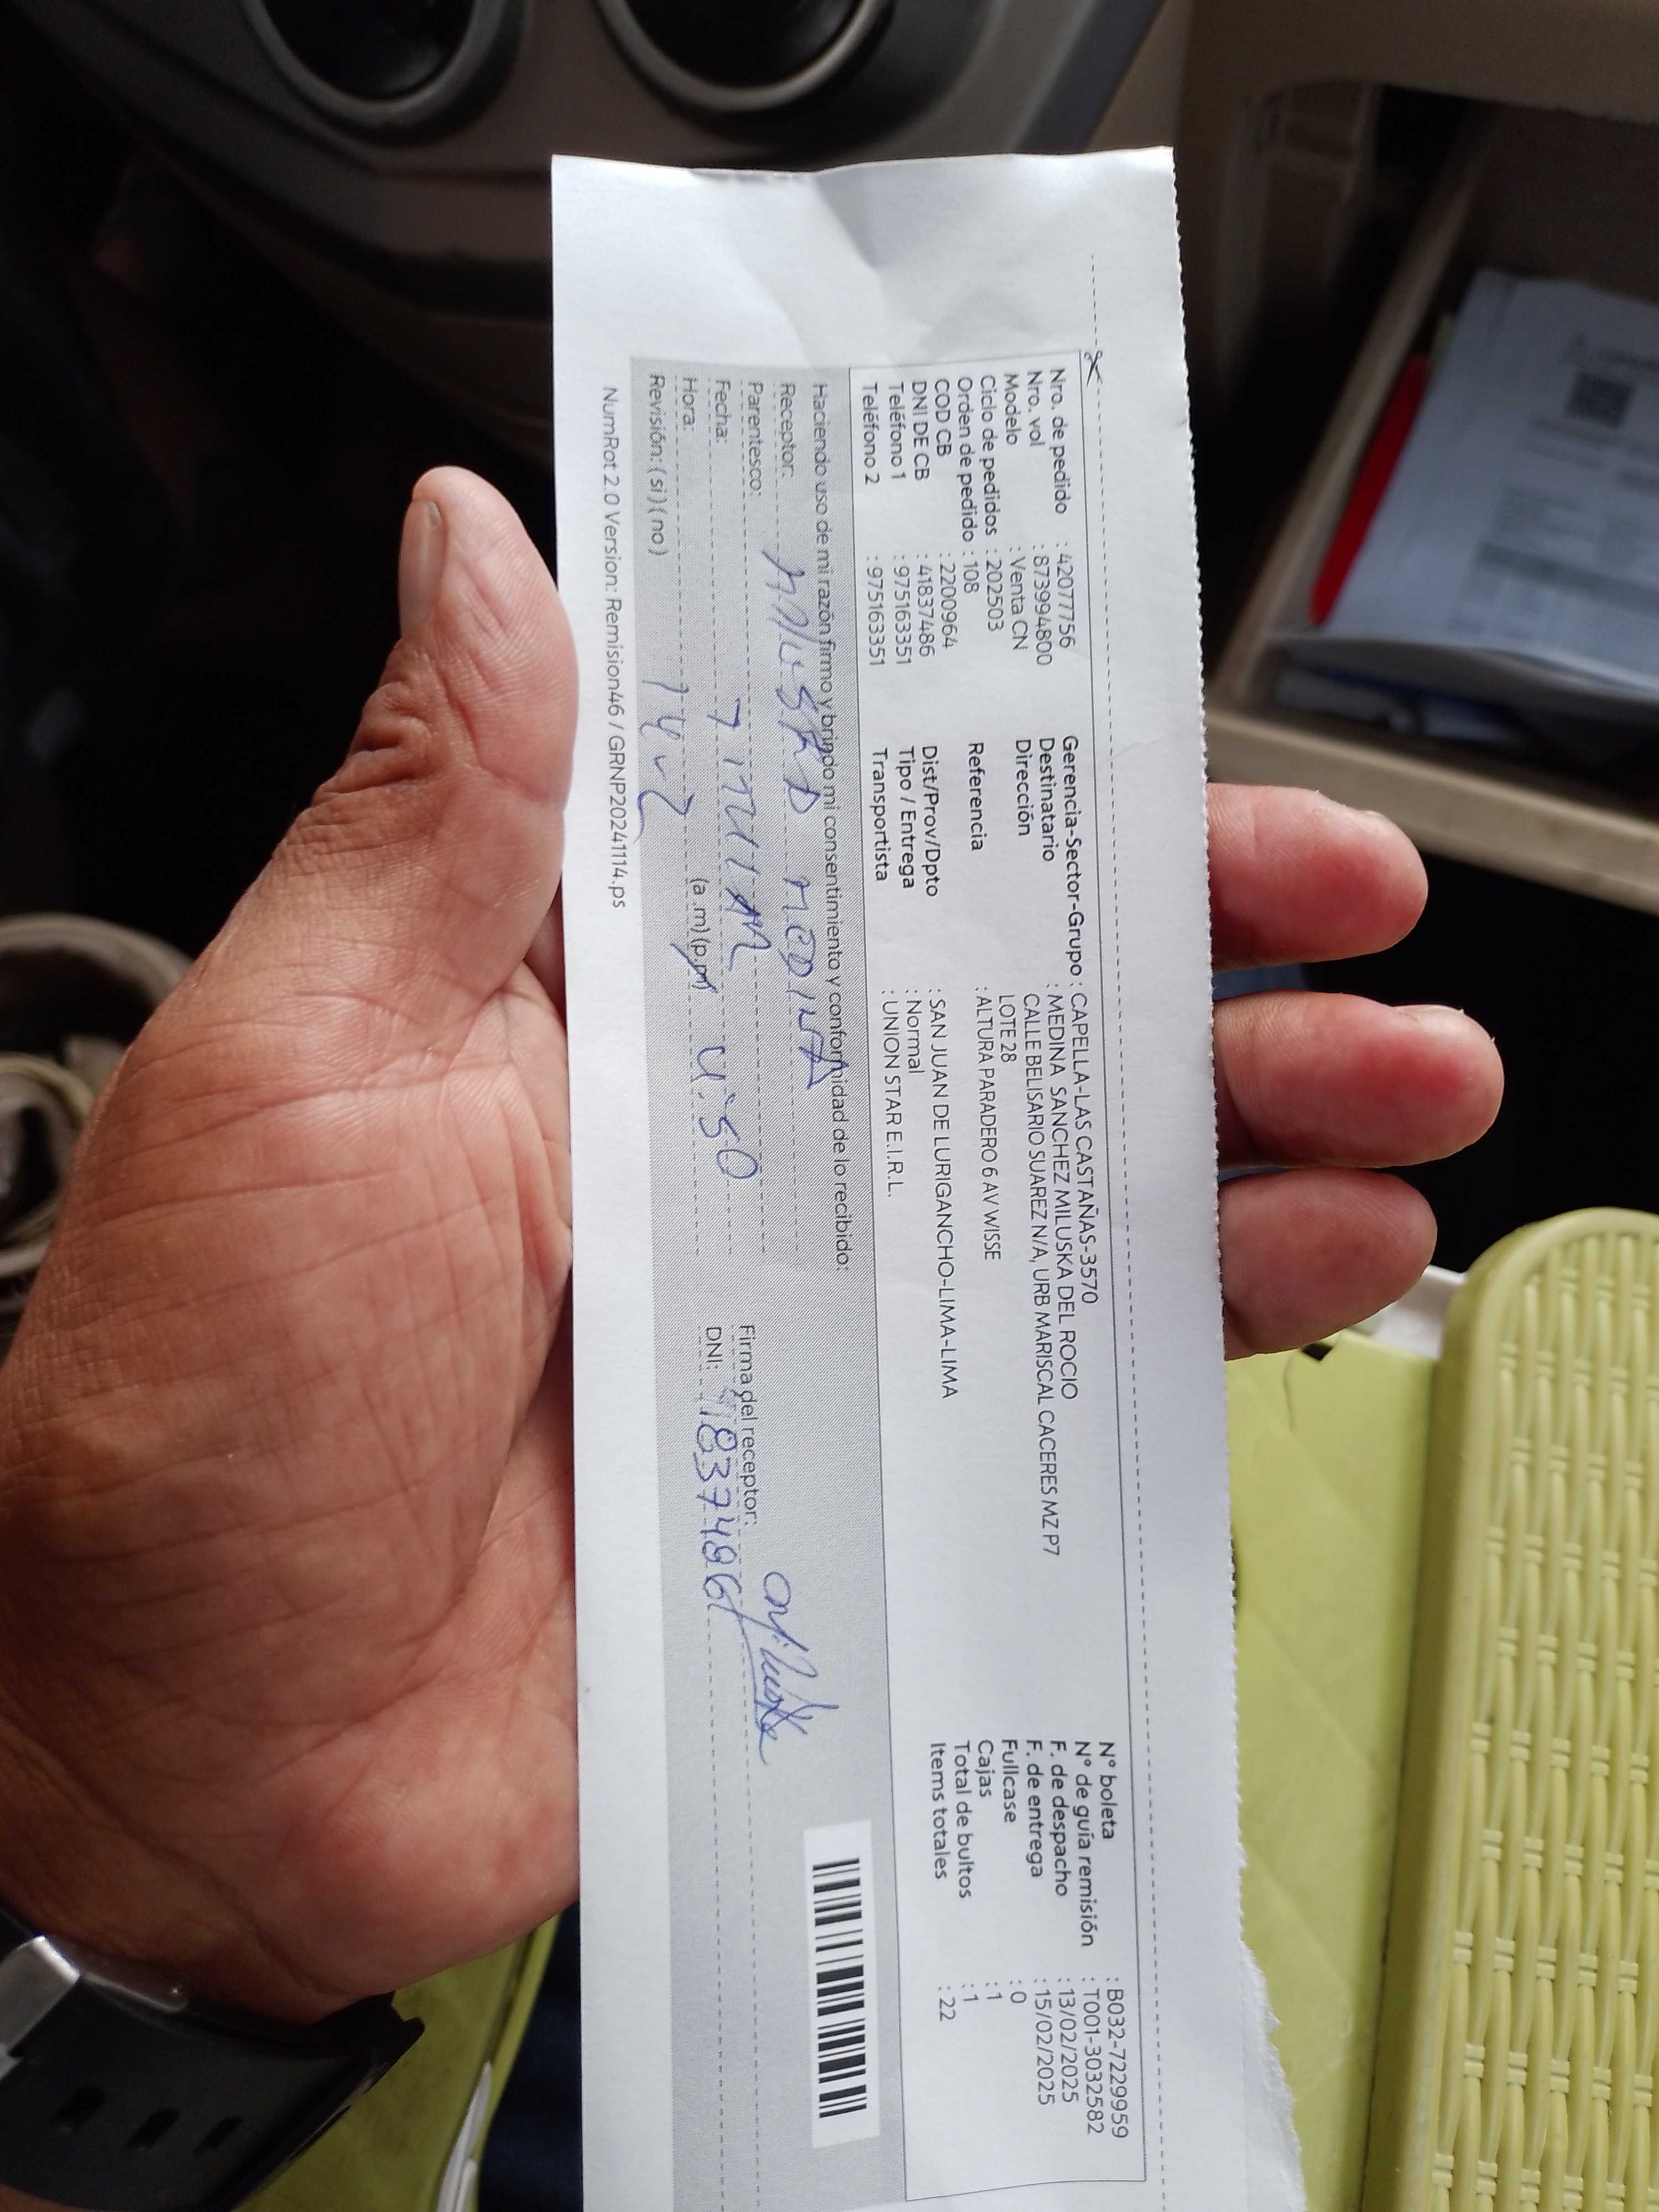 Nro. de pedido : 42077756
Nro. vol : 8739994800
Modelo : Venta CN
Ciclo de pedidos : 202503
Orden de pedido : 108
COD CB : 2200964
DNI DE CB : 41837486
Teléfono 1 : 975163351
Teléfono 2 : 975163351
Gerencia-Sector-Grupo : CAPELLA-LAS CASTAÑAS-3570
Destinatario : MEDINA SANCHEZ MILUSKA DEL ROCIO
Dirección CALLE BELISARIO SUAREZ N/A, URB MARISCAL CACERES MZ P7
LOTE 28
Referencia : ALTURA PARADERO 6 AV WISSE
Dist/Prov/Dpto : SAN JUAN DE LURIGANCHO-LIMA-LIMA
Tipo / Entrega : Normal
Transportista : UNION STAR E.I.R.L.
N° boleta : B032-7229959
N° de guía remisión : T001-3032582
F. de despacho : 13/02/2025
F. de entrega : 15/02/2025
Fullcase : 0
Cajas : 1
Total de bultos : 1
Items totales : 22
Haciendo uso de mi razón firmo y brindo mi consentimiento y conformidad de lo recibido:
Receptor: MEDINA
Parentesco:
Fecha:
Hora: (a.m)(p.m)
Revisión: (si) (no)
Firma del receptor:
DNI: 41837486
NumRot 2.0 Version: Remision46 / GRNP20241114.ps